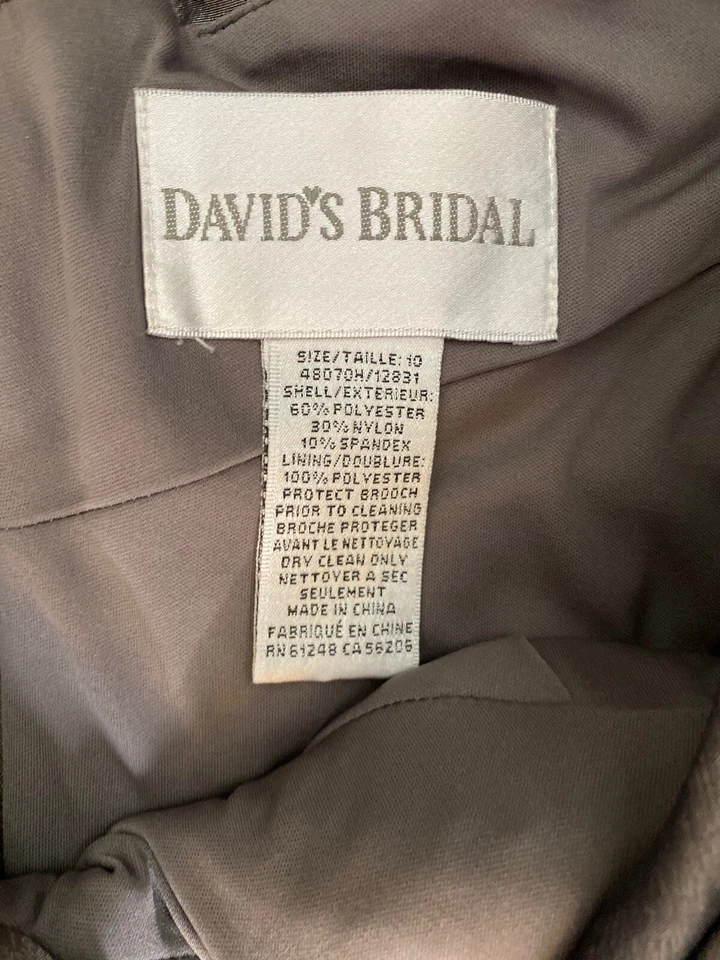 DAVID'S BRIDAL
SIZE/TAILLE: 10
48070H/12831
SHELL/EXTERIEUR:
60% POLYESTER
30% NYLON
10% SPANDEX
LINING/DOUBLURE:
100% POLYESTER
PROTECT BROOCH
PRIOR TO CLEANING
BROCHE PROTEGER
AVANT LE NETTOYAGE
DRY CLEAN ONLY
NETTOYER A SEC
SEULEMENT
MADE IN CHINA
FABRIQUÉ EN CHINE
RN 61248 CA 56206